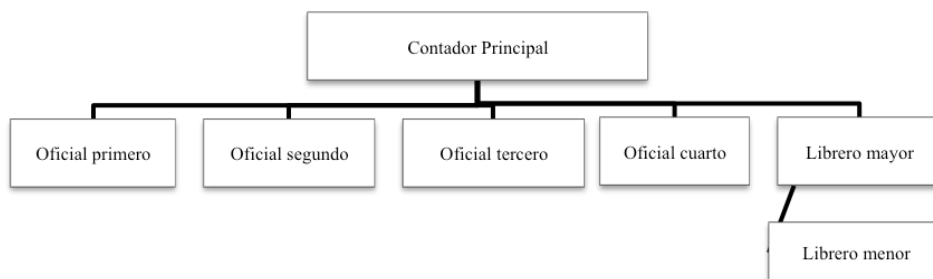 Contador Principal
Oficial primero
Oficial segundo
Oficial tercero
Oficial cuarto
Librero mayor
Librero menor